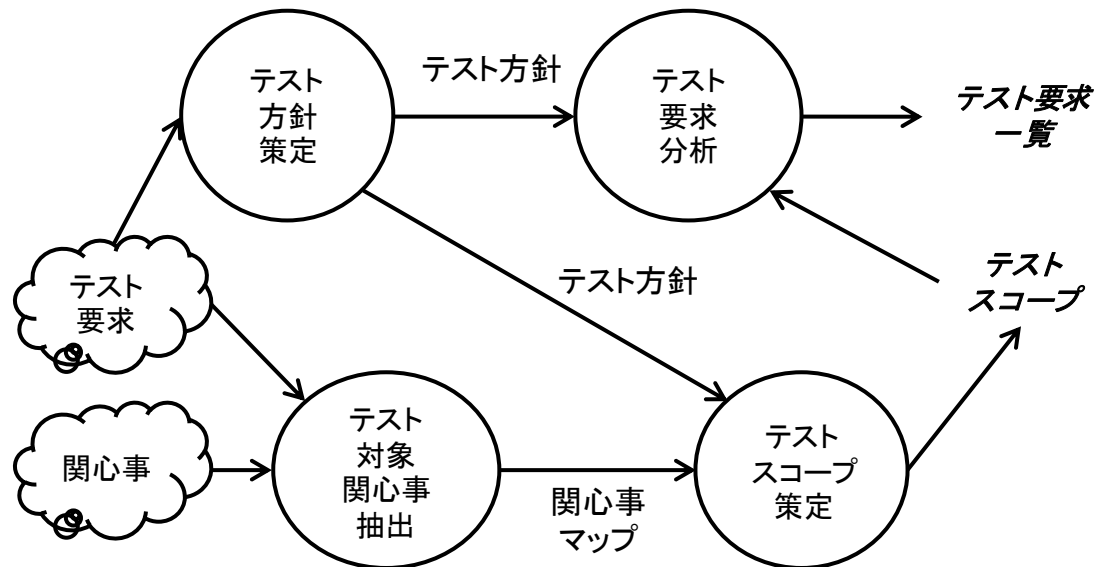 テスト
方針
策定
テスト方針
テスト
要求
分析
テスト要求
一覧
テスト
要求
テスト方針
テスト
スコープ
関心事
テスト
対象
関心事
抽出
関心事
マップ
テスト
スコープ
策定